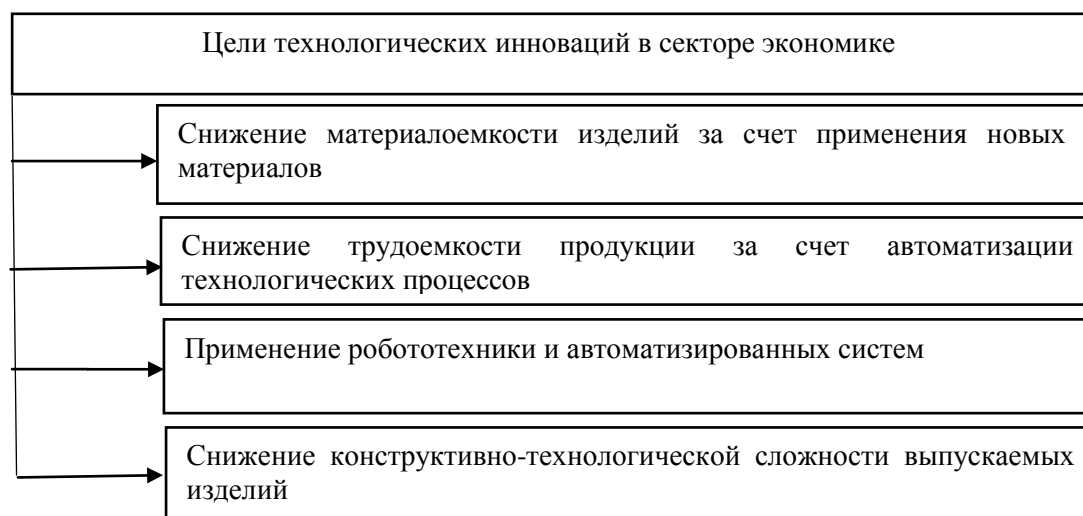 Цели технологических инноваций в секторе экономике
Снижение материалоемкости изделий за счет применения новых
материалов
Снижение трудоемкости продукции за счет автоматизации
технологических процессов
Применение робототехники и автоматизированных систем
Снижение конструктивно-технологической сложности выпускаемых
изделий